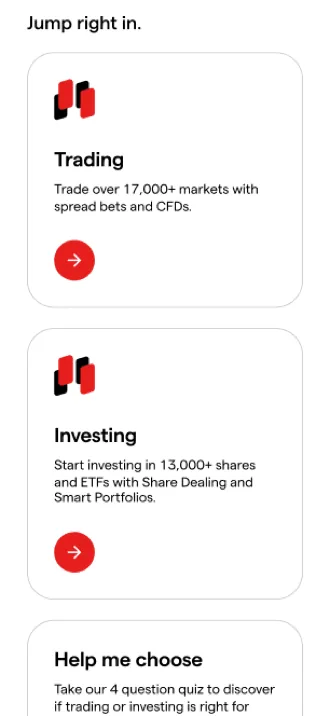 Jump right in.
Trading
Trade over 17,000+ markets with
spread bets and CFDs.
Investing
Start investing in 13,000+ shares
and ETFs with Share Dealing and
Smart Portfolios.
Help me choose
Take our 4 question quiz to discover
if trading or investing is right for